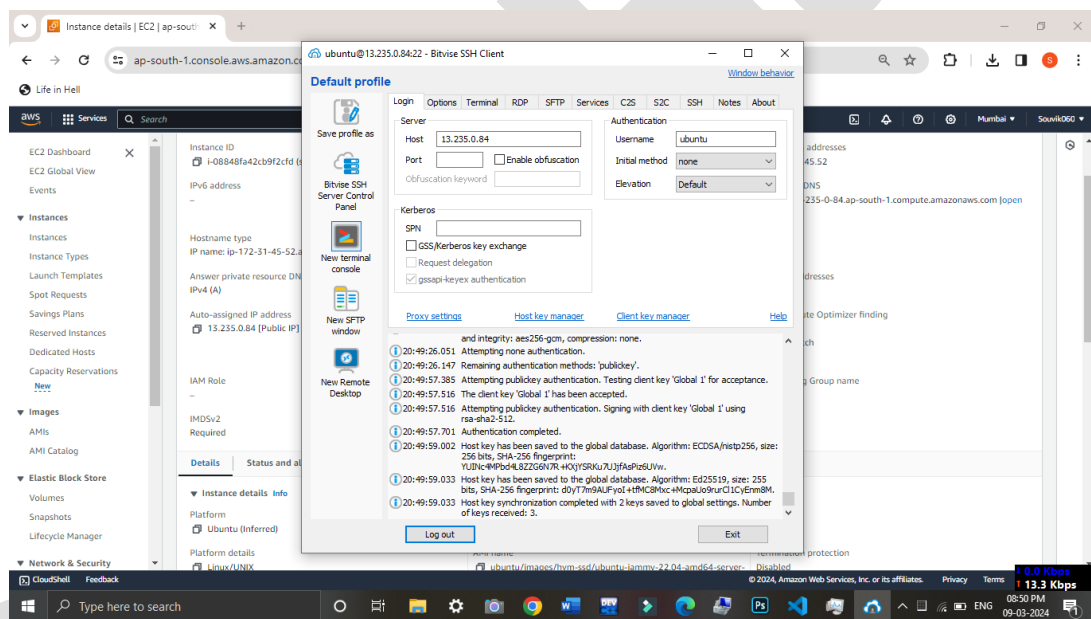 Instance details | EC2 | ap-south
ap-south-1.console.aws.amazon.co
Life in Hell
aws
Services
Search
Mumbai
Souvik060
EC2 Dashboard
EC2 Global View
Events
Instances
Instances
Instance Types
Launch Templates
Spot Requests
Savings Plans
Reserved Instances
Dedicated Hosts
Capacity Reservations
New
Images
AMIs
AMI Catalog
Elastic Block Store
Volumes
Snapshots
Lifecycle Manager
Network & Security
Instance ID
i-08848fa42cb9f2cfd (s
IPv6 address
–
Hostname type
IP name: ip-172-31-45-52.a
Answer private resource DN
IPv4 (A)
Auto-assigned IP address
13.235.0.84 [Public IP]
IAM Role
–
IMDSv2
Required
Details
Status and al
Instance details Info
Platform
Ubuntu (Inferred)
Platform details
Linux/UNIX
ubuntu@13.235.0.84:22 - Bitvise SSH Client
Default profile
Window behavior
Save profile as
Bitvise SSH
Server Control
Panel
New terminal
console
New SFTP
window
New Remote
Desktop
Login Options Terminal RDP SFTP Services C2S S2C SSH Notes About
Server
Host 13.235.0.84
Port Enable obfuscation
Obfuscation keyword
Authentication
Username ubuntu
Initial method none
Elevation Default
Kerberos
SPN
GSS/Kerberos key exchange
Request delegation
gssapi-keyex authentication
Proxy settings Host key manager Client key manager Help
and integrity: aes256-gcm, compression: none.
20:49:26.051 Attempting none authentication.
20:49:26.147 Remaining authentication methods: 'publickey'.
20:49:57.385 Attempting publickey authentication. Testing client key 'Global 1' for acceptance.
20:49:57.516 The client key 'Global 1' has been accepted.
20:49:57.516 Attempting publickey authentication. Signing with client key 'Global 1' using
rsa-sha2-512.
20:49:57.701 Authentication completed.
20:49:59.002 Host key has been saved to the global database. Algorithm: ECDSA/nistp256, size:
256 bits, SHA-256 fingerprint:
YUINc4MPbd4L8ZZG6N7R+KXjYSRKu7UJjfAsPiz6UVw.
20:49:59.033 Host key has been saved to the global database. Algorithm: Ed25519, size: 255
bits, SHA-256 fingerprint: d0yT7m9AUFyoI+tfMC8Mxc+McpaUo9rurCl1CyEnm8M.
20:49:59.033 Host key synchronization completed with 2 keys saved to global settings. Number
of keys received: 3.
Log out
Exit
addresses
45.52
DNS
-235-0-84.ap-south-1.compute.amazonaws.com |open
dresses
te Optimizer finding
ch
g Group name
AMI name
ubuntu/images/hvm-ssd/ubuntu-jammy-22.04-amd64-server-
Termination protection
Disabled
CloudShell Feedback
© 2024, Amazon Web Services, Inc. or its affiliates.
Privacy
Terms
0.0 Kbps
13.3 Kbps
Type here to search
DEV
Ps
ENG
08:50 PM
09-03-2024